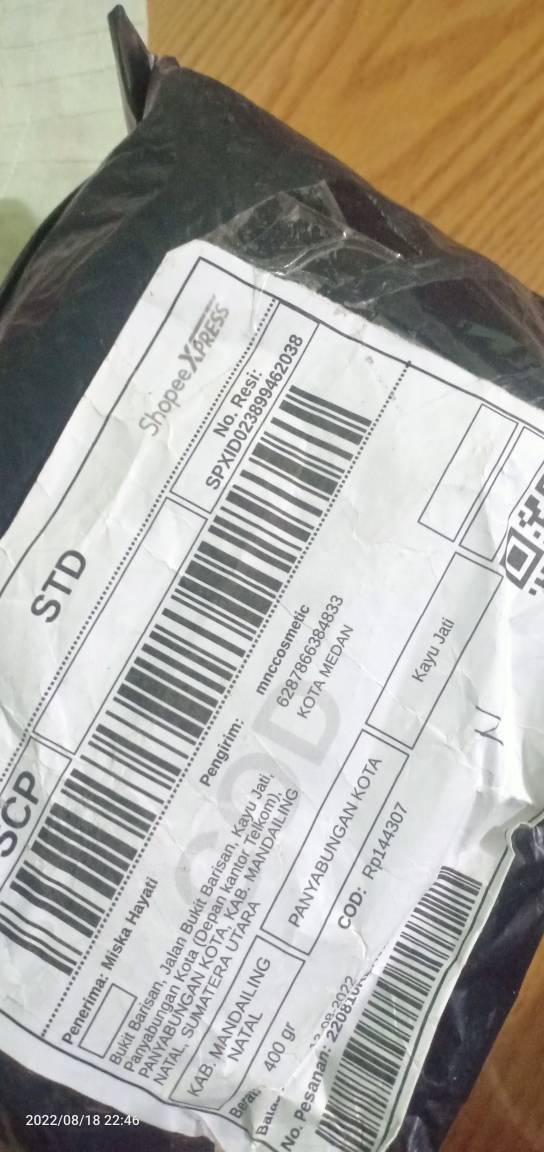 Shopee XPRESS
STD
SCP
No. Resi:
SPXID023899462038
Penerima: Miska Hayati
Bukit Barisan, Jalan Bukit Barisan, Kayu Jati,
Panyabungan Kota (Depan kantor Telkom),
PANYABUNGAN KOTA, KAB. MANDAILING
NATAL, SUMATERA UTARA
Pengirim: mnccosmetic
6287866384833
KOTA MEDAN
COD
KAB. MANDAILING
NATAL
PANYABUNGAN KOTA
Kayu Jati
Berat
400 gr
COD: Rp144307
Batas
No. Pesanan:
2022/08/18 22:46